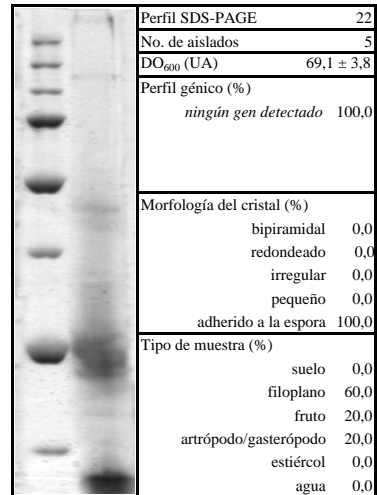 Perfil SDS-PAGE 22
No. de aislados 5
DO600 (UA) 69,1 ± 3,8
Perfil génico (%)
ningún gen detectado 100,0
Morfología del cristal (%)
bipiramidal 0,0
redondeado 0,0
irregular 0,0
pequeño 0,0
adherido a la espora 100,0
Tipo de muestra (%)
suelo 0,0
filoplano 60,0
fruto 20,0
artrópodo/gasterópodo 20,0
estiércol 0,0
agua 0,0